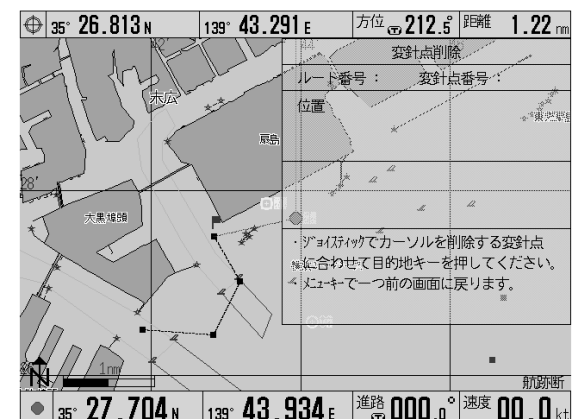 35° 26.813 N 139° 43.291 E 方位 T 212.5° 距離 1.22 nm
変針点削除
ルート番号： 変針点番号：
末広
位置
扇島
28'
大黒埠頭
・ｼﾞｮｲｽﾃｨｯｸでカーソルを削除する変針点
に合わせて目的地キーを押してください。
・ﾒﾆｭｰｷｰで一つ前の画面に戻ります。
N
1nm
航跡断
35° 27.704 N 139° 43.934 E 進路 T 000.0° 速度 00.0 kt